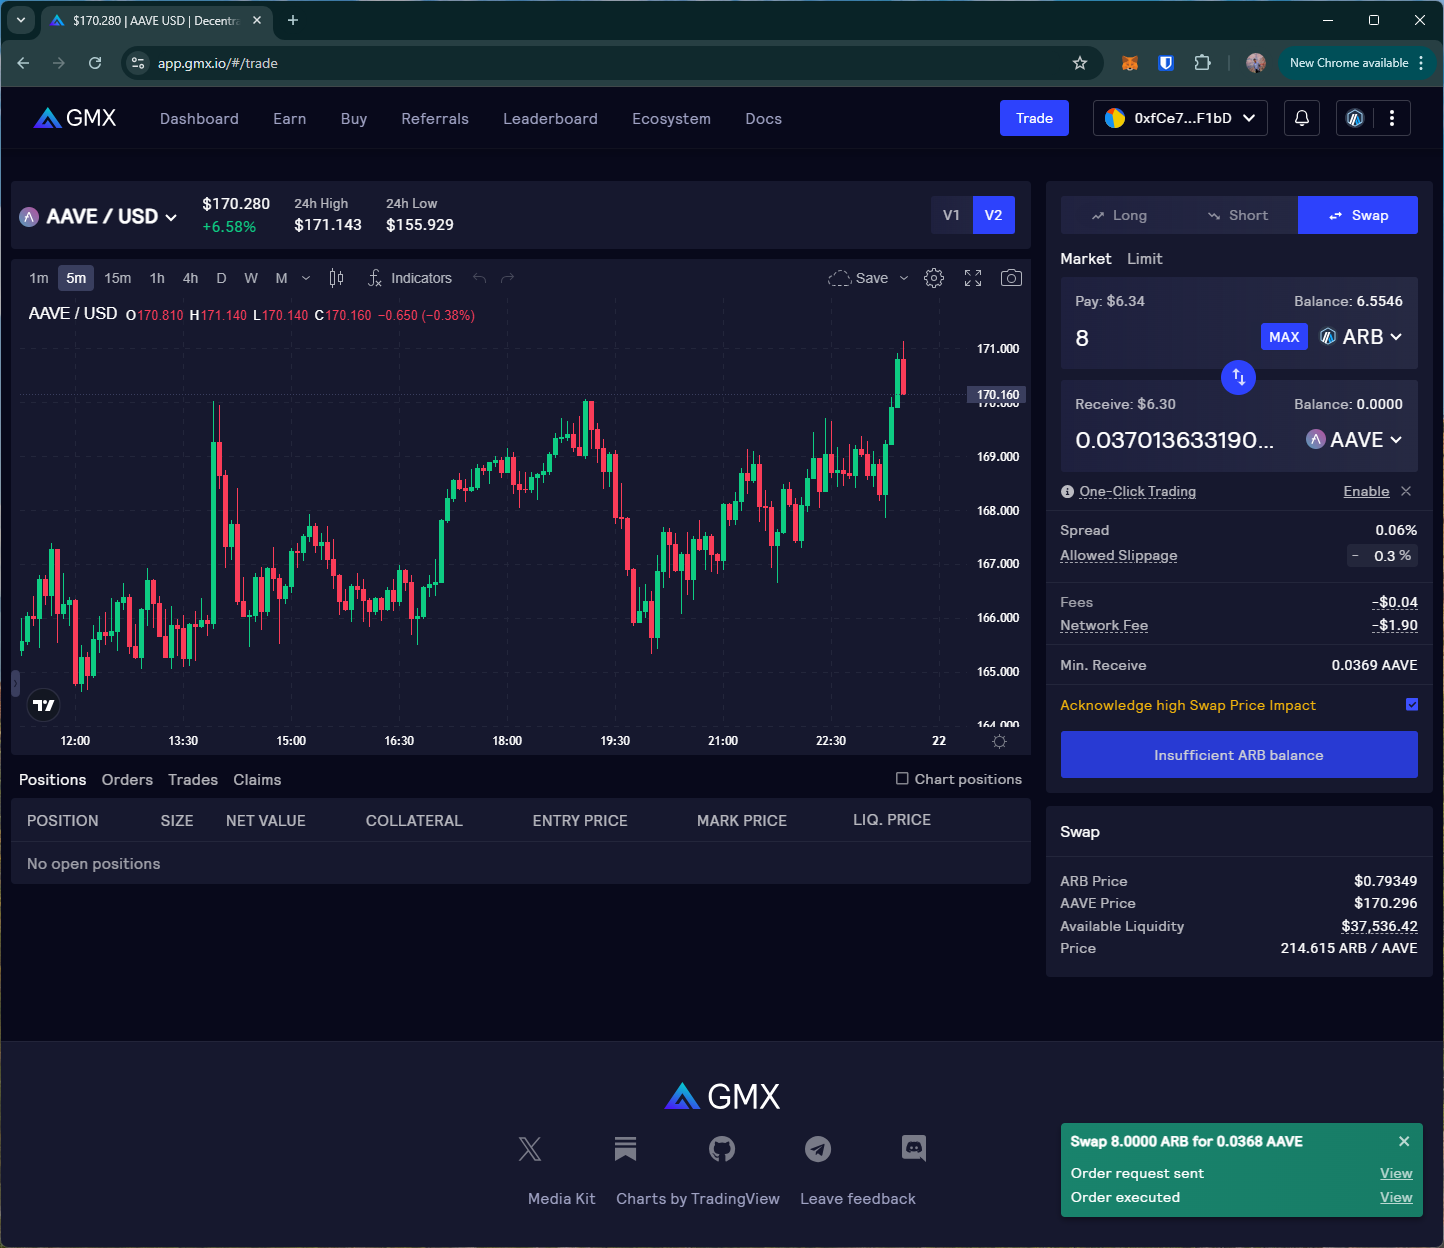 $170.280 | AAVE USD | Decentra
app.gmx.io/#/trade
New Chrome available
GMX
Dashboard
Earn
Buy
Referrals
Leaderboard
Ecosystem
Docs
Trade
0xfCe7...F1bD
AAVE / USD
$170.280
+6.58%
24h High
$171.143
24h Low
$155.929
V1
V2
1m
5m
15m
1h
4h
D
W
M
Indicators
Save
AAVE / USD O170.810 H171.140 L170.140 C170.160 −0.650 (−0.38%)
171.000
170.160
170.000
169.000
168.000
167.000
166.000
165.000
164.000
12:00
13:30
15:00
16:30
18:00
19:30
21:00
22:30
22
Positions
Orders
Trades
Claims
Chart positions
POSITION
SIZE
NET VALUE
COLLATERAL
ENTRY PRICE
MARK PRICE
LIQ. PRICE
No open positions
Long
Short
Swap
Market
Limit
Pay: $6.34
Balance: 6.5546
8
MAX
ARB
Receive: $6.30
Balance: 0.0000
0.037013633190...
AAVE
One-Click Trading
Enable
Spread
0.06%
Allowed Slippage
- 0.3 %
Fees
-$0.04
Network Fee
-$1.90
Min. Receive
0.0369 AAVE
Acknowledge high Swap Price Impact
Insufficient ARB balance
Swap
ARB Price
$0.79349
AAVE Price
$170.296
Available Liquidity
$37,536.42
Price
214.615 ARB / AAVE
GMX
Media Kit
Charts by TradingView
Leave feedback
Swap 8.0000 ARB for 0.0368 AAVE
Order request sent
View
Order executed
View